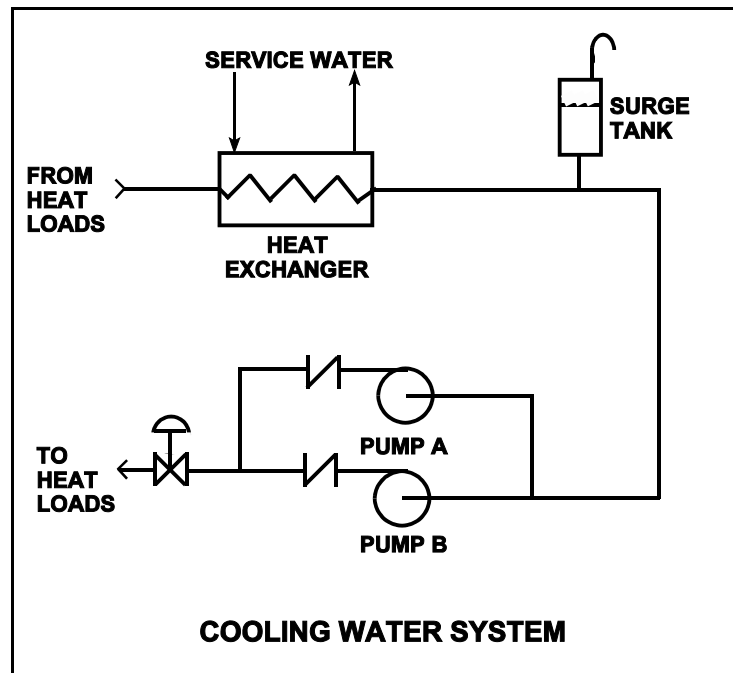 SERVICE WATER
SURGE
TANK
FROM
HEAT
LOADS
HEAT
EXCHANGER
PUMP A
TO
HEAT
LOADS
PUMP B
COOLING WATER SYSTEM